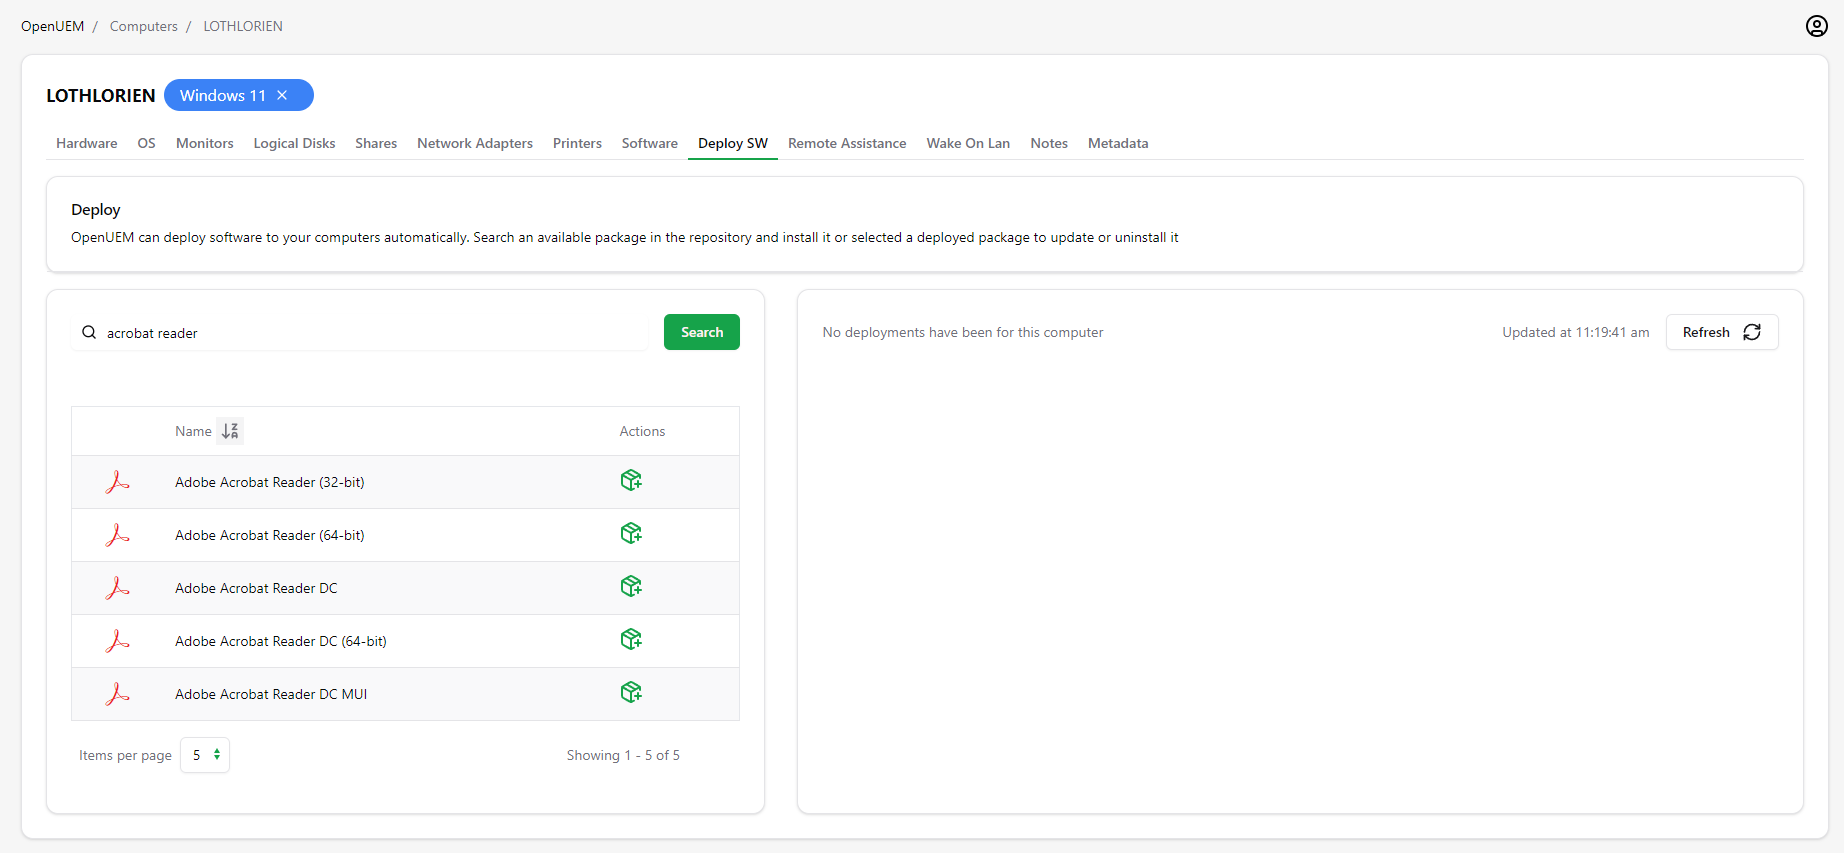 OpenUEM / Computers / LOTHLORIEN
LOTHLORIEN Windows 11
Hardware OS Monitors Logical Disks Shares Network Adapters Printers Software Deploy SW Remote Assistance Wake On Lan Notes Metadata
Deploy
OpenUEM can deploy software to your computers automatically. Search an available package in the repository and install it or selected a deployed package to update or uninstall it
acrobat reader Search
Name Actions
Adobe Acrobat Reader (32-bit)
Adobe Acrobat Reader (64-bit)
Adobe Acrobat Reader DC
Adobe Acrobat Reader DC (64-bit)
Adobe Acrobat Reader DC MUI
Items per page 5 Showing 1 - 5 of 5
No deployments have been for this computer Updated at 11:19:41 am Refresh